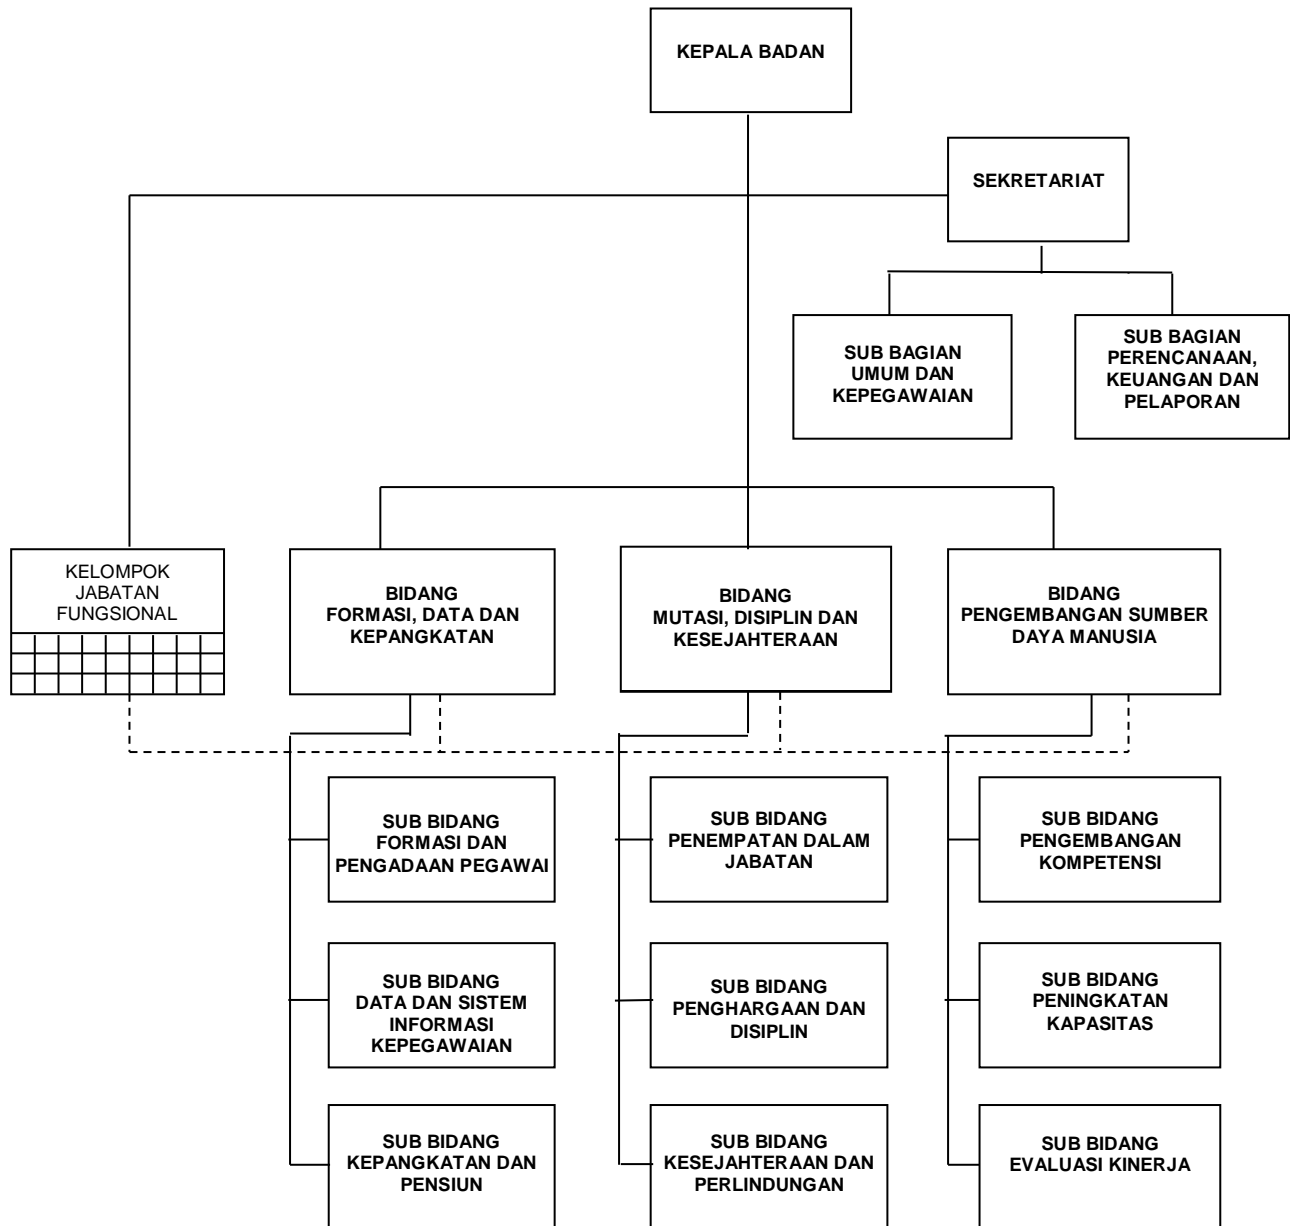 KEPALA BADAN
SEKRETARIAT
SUB BAGIAN
UMUM DAN
KEPEGAWAIAN
SUB BAGIAN
PERENCANAAN,
KEUANGAN DAN
PELAPORAN
KELOMPOK
JABATAN
FUNGSIONAL
BIDANG
FORMASI, DATA DAN
KEPANGKATAN
BIDANG
MUTASI, DISIPLIN DAN
KESEJAHTERAAN
BIDANG
PENGEMBANGAN SUMBER
DAYA MANUSIA
SUB BIDANG
FORMASI DAN
PENGADAAN PEGAWAI
SUB BIDANG
PENEMPATAN DALAM
JABATAN
SUB BIDANG
PENGEMBANGAN
KOMPETENSI
SUB BIDANG
DATA DAN SISTEM
INFORMASI
KEPEGAWAIAN
SUB BIDANG
PENGHARGAAN DAN
DISIPLIN
SUB BIDANG
PENINGKATAN
KAPASITAS
SUB BIDANG
KEPANGKATAN DAN
PENSIUN
SUB BIDANG
KESEJAHTERAAN DAN
PERLINDUNGAN
SUB BIDANG
EVALUASI KINERJA